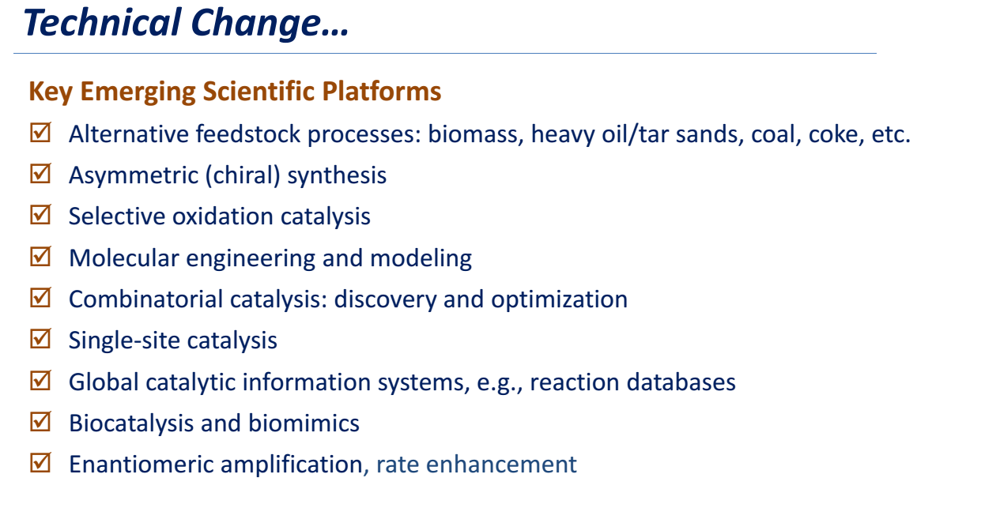 Technical Change...
Key Emerging Scientific Platforms
Alternative feedstock processes: biomass, heavy oil/tar sands, coal, coke, etc.
Asymmetric (chiral) synthesis
Selective oxidation catalysis
Molecular engineering and modeling
Combinatorial catalysis: discovery and optimization
Single-site catalysis
Global catalytic information systems, e.g., reaction databases
Biocatalysis and biomimics
Enantiomeric amplification, rate enhancement